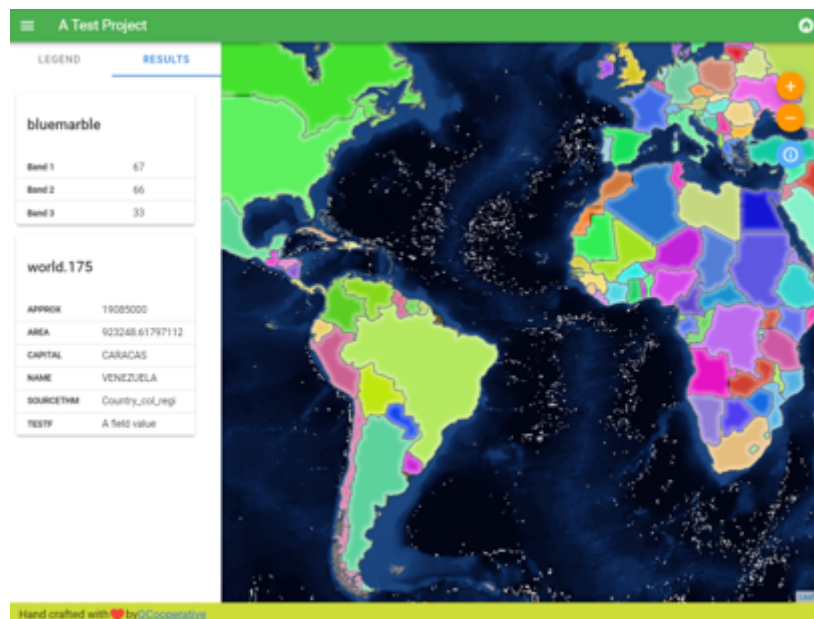 A Test Project
LEGEND RESULTS
bluemarble
Band 1 67
Band 2 66
Band 3 33
world.175
APPROX 19085000
AREA 923248.61797112
CAPITAL CARACAS
NAME VENEZUELA
SOURCETHM Country_col_regi
TESTF A field value
+
−
Hand crafted with ❤ by QCooperative